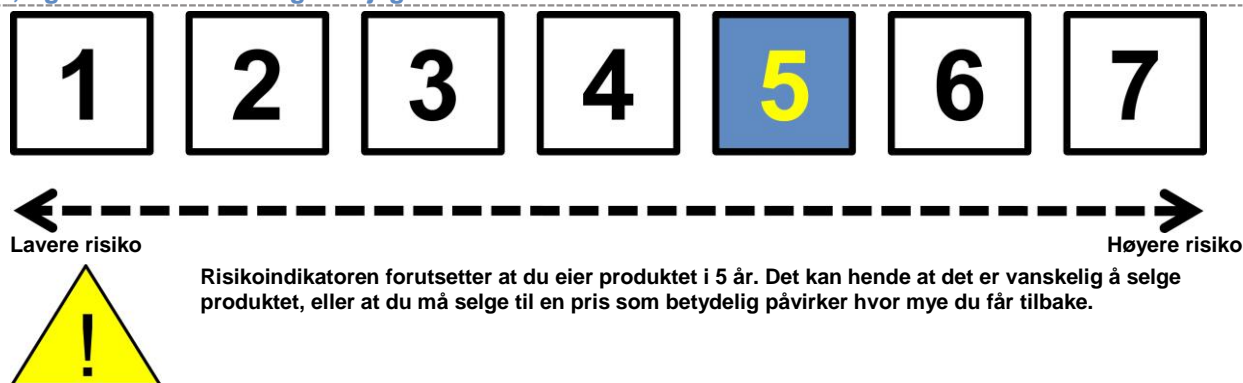 1 2 3 4 5 6 7
Lavere risiko Høyere risiko
Risikoindikatoren forutsetter at du eier produktet i 5 år. Det kan hende at det er vanskelig å selge
produktet, eller at du må selge til en pris som betydelig påvirker hvor mye du får tilbake.
!